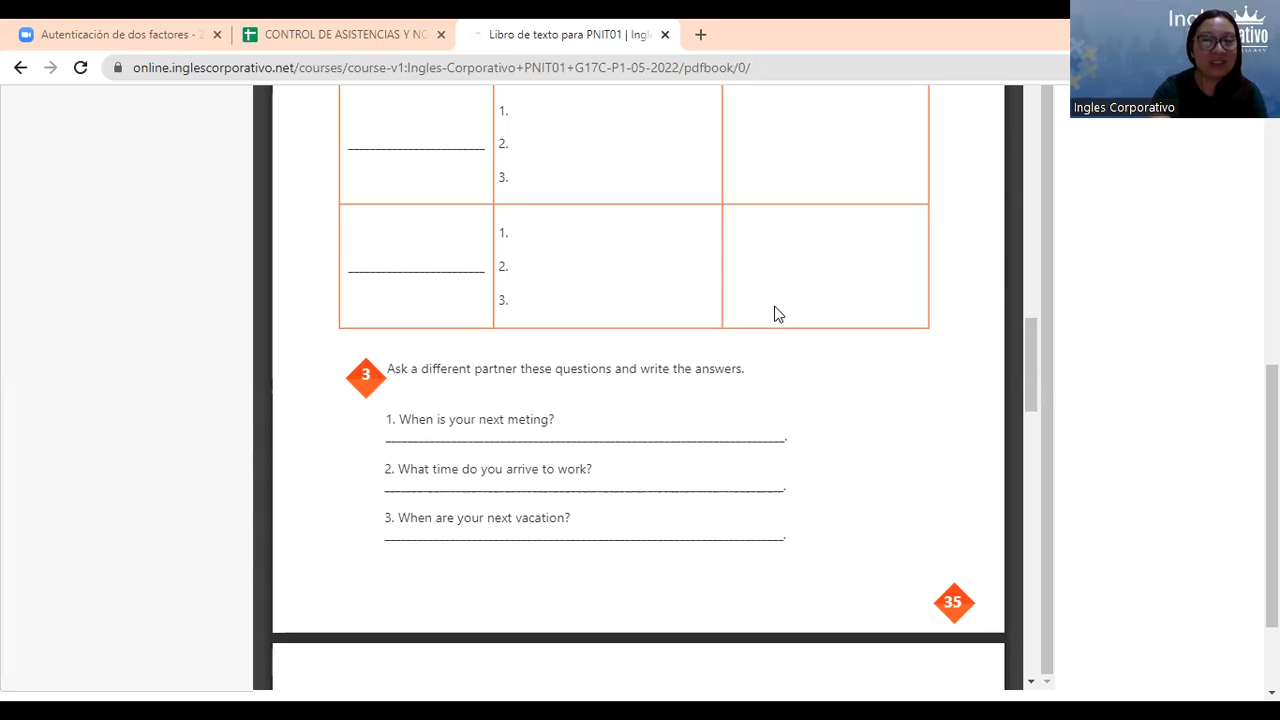 Autenticación de dos factores - Z
CONTROL DE ASISTENCIAS Y NO
Libro de texto para PNIT01 | Ingl
online.inglescorporativo.net/courses/course-v1:Ingles-Corporativo+PNIT01+G17C-P1-05-2022/pdfbook/0/
Ingles Corporativo
1.
2.
3.
1.
2.
3.
3 Ask a different partner these questions and write the answers.
1. When is your next meting?
2. What time do you arrive to work?
3. When are your next vacation?
35